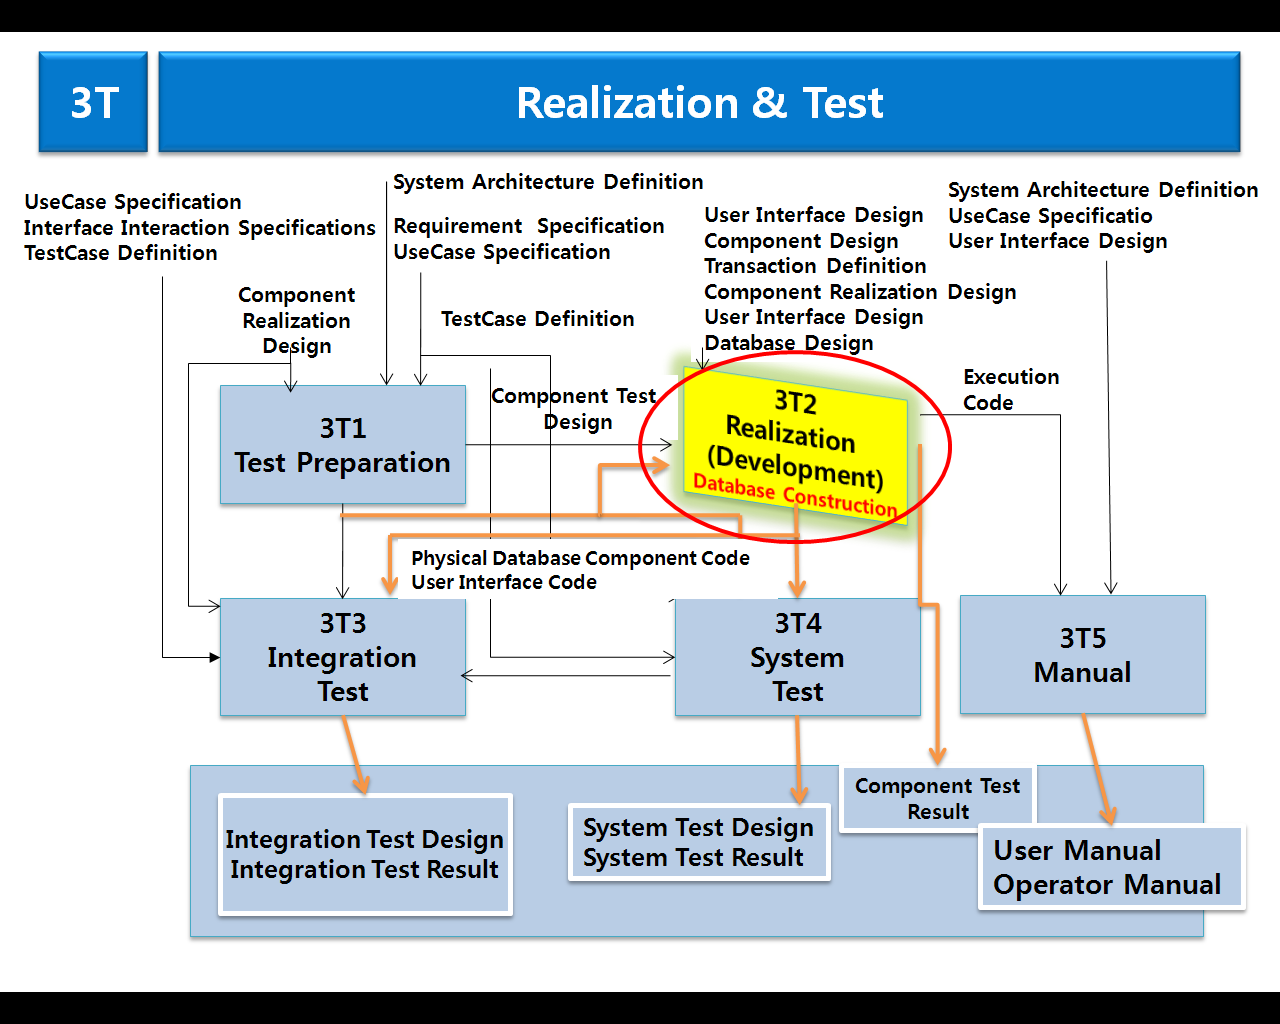 3T
Realization & Test
UseCase Specification
Interface Interaction Specifications
TestCase Definition
System Architecture Definition
Requirement Specification
UseCase Specification
User Interface Design
Component Design
Transaction Definition
Component Realization Design
User Interface Design
Database Design
System Architecture Definition
UseCase Specificatio
User Interface Design
Component
Realization
Design
TestCase Definition
Component Test
Design
Execution
Code
3T1
Test Preparation
3T2
Realization
(Development)
Database Construction
Physical Database Component Code
User Interface Code
3T3
Integration
Test
3T4
System
Test
3T5
Manual
Integration Test Design
Integration Test Result
System Test Design
System Test Result
Component Test
Result
User Manual
Operator Manual